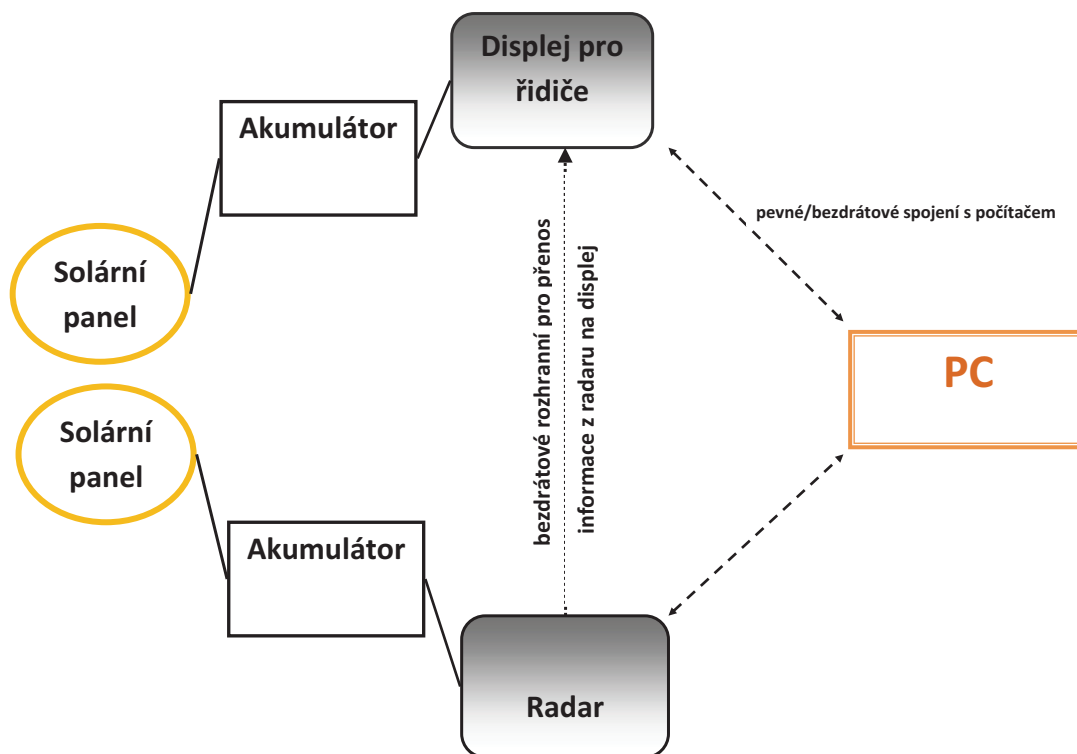 Displej pro
řidiče
Akumulátor
pevné/bezdrátové spojení s počítačem
Solární
panel
bezdrátové rozhranní pro přenos
informace z radaru na displej
PC
Solární
panel
Akumulátor
Radar